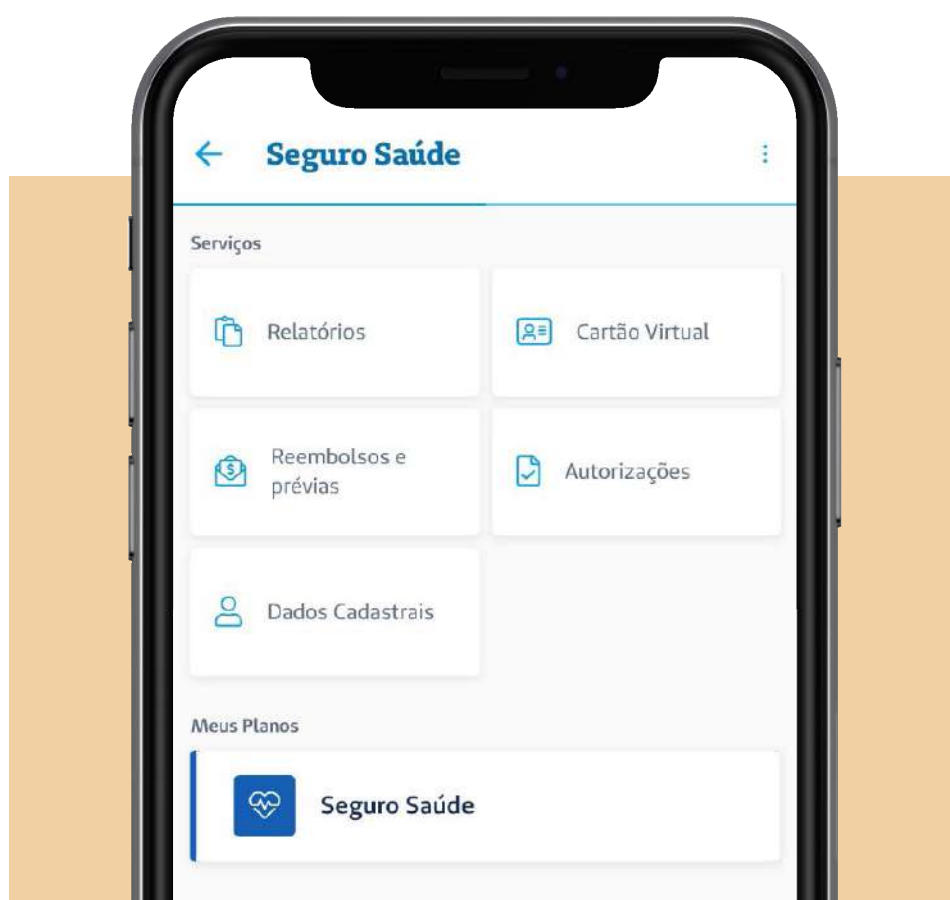 Seguro Saúde
Serviços
Relatórios
Cartão Virtual
Reembolsos e
prévias
Autorizações
Dados Cadastrais
Meus Planos
Seguro Saúde